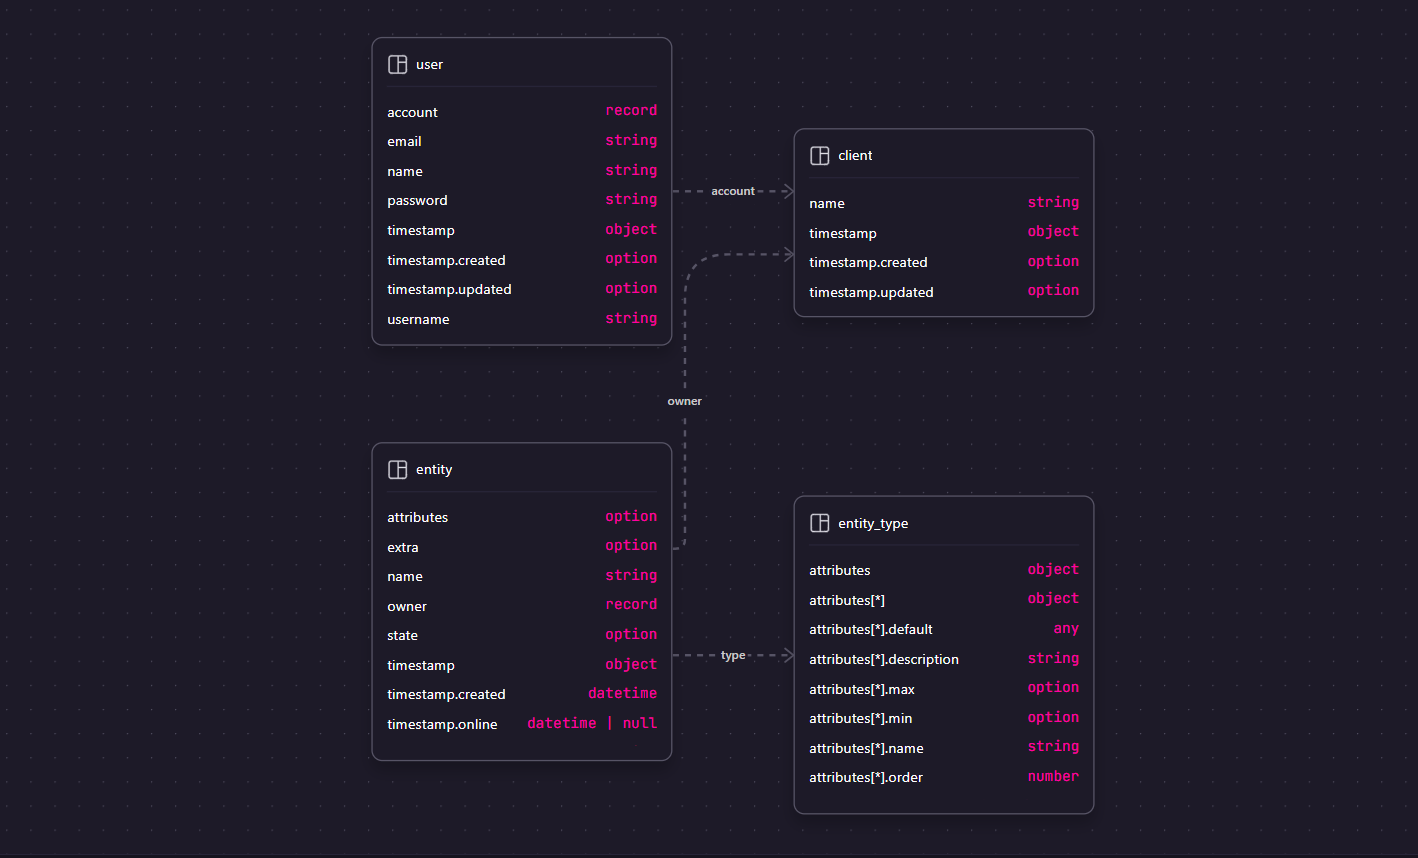 user
account record
email string
name string
password string
timestamp object
timestamp.created option
timestamp.updated option
username string
account
client
name string
timestamp object
timestamp.created option
timestamp.updated option
owner
entity
attributes option
extra option
name string
owner record
state option
timestamp object
timestamp.created datetime
timestamp.online datetime | null
type
entity_type
attributes object
attributes[*] object
attributes[*].default any
attributes[*].description string
attributes[*].max option
attributes[*].min option
attributes[*].name string
attributes[*].order number